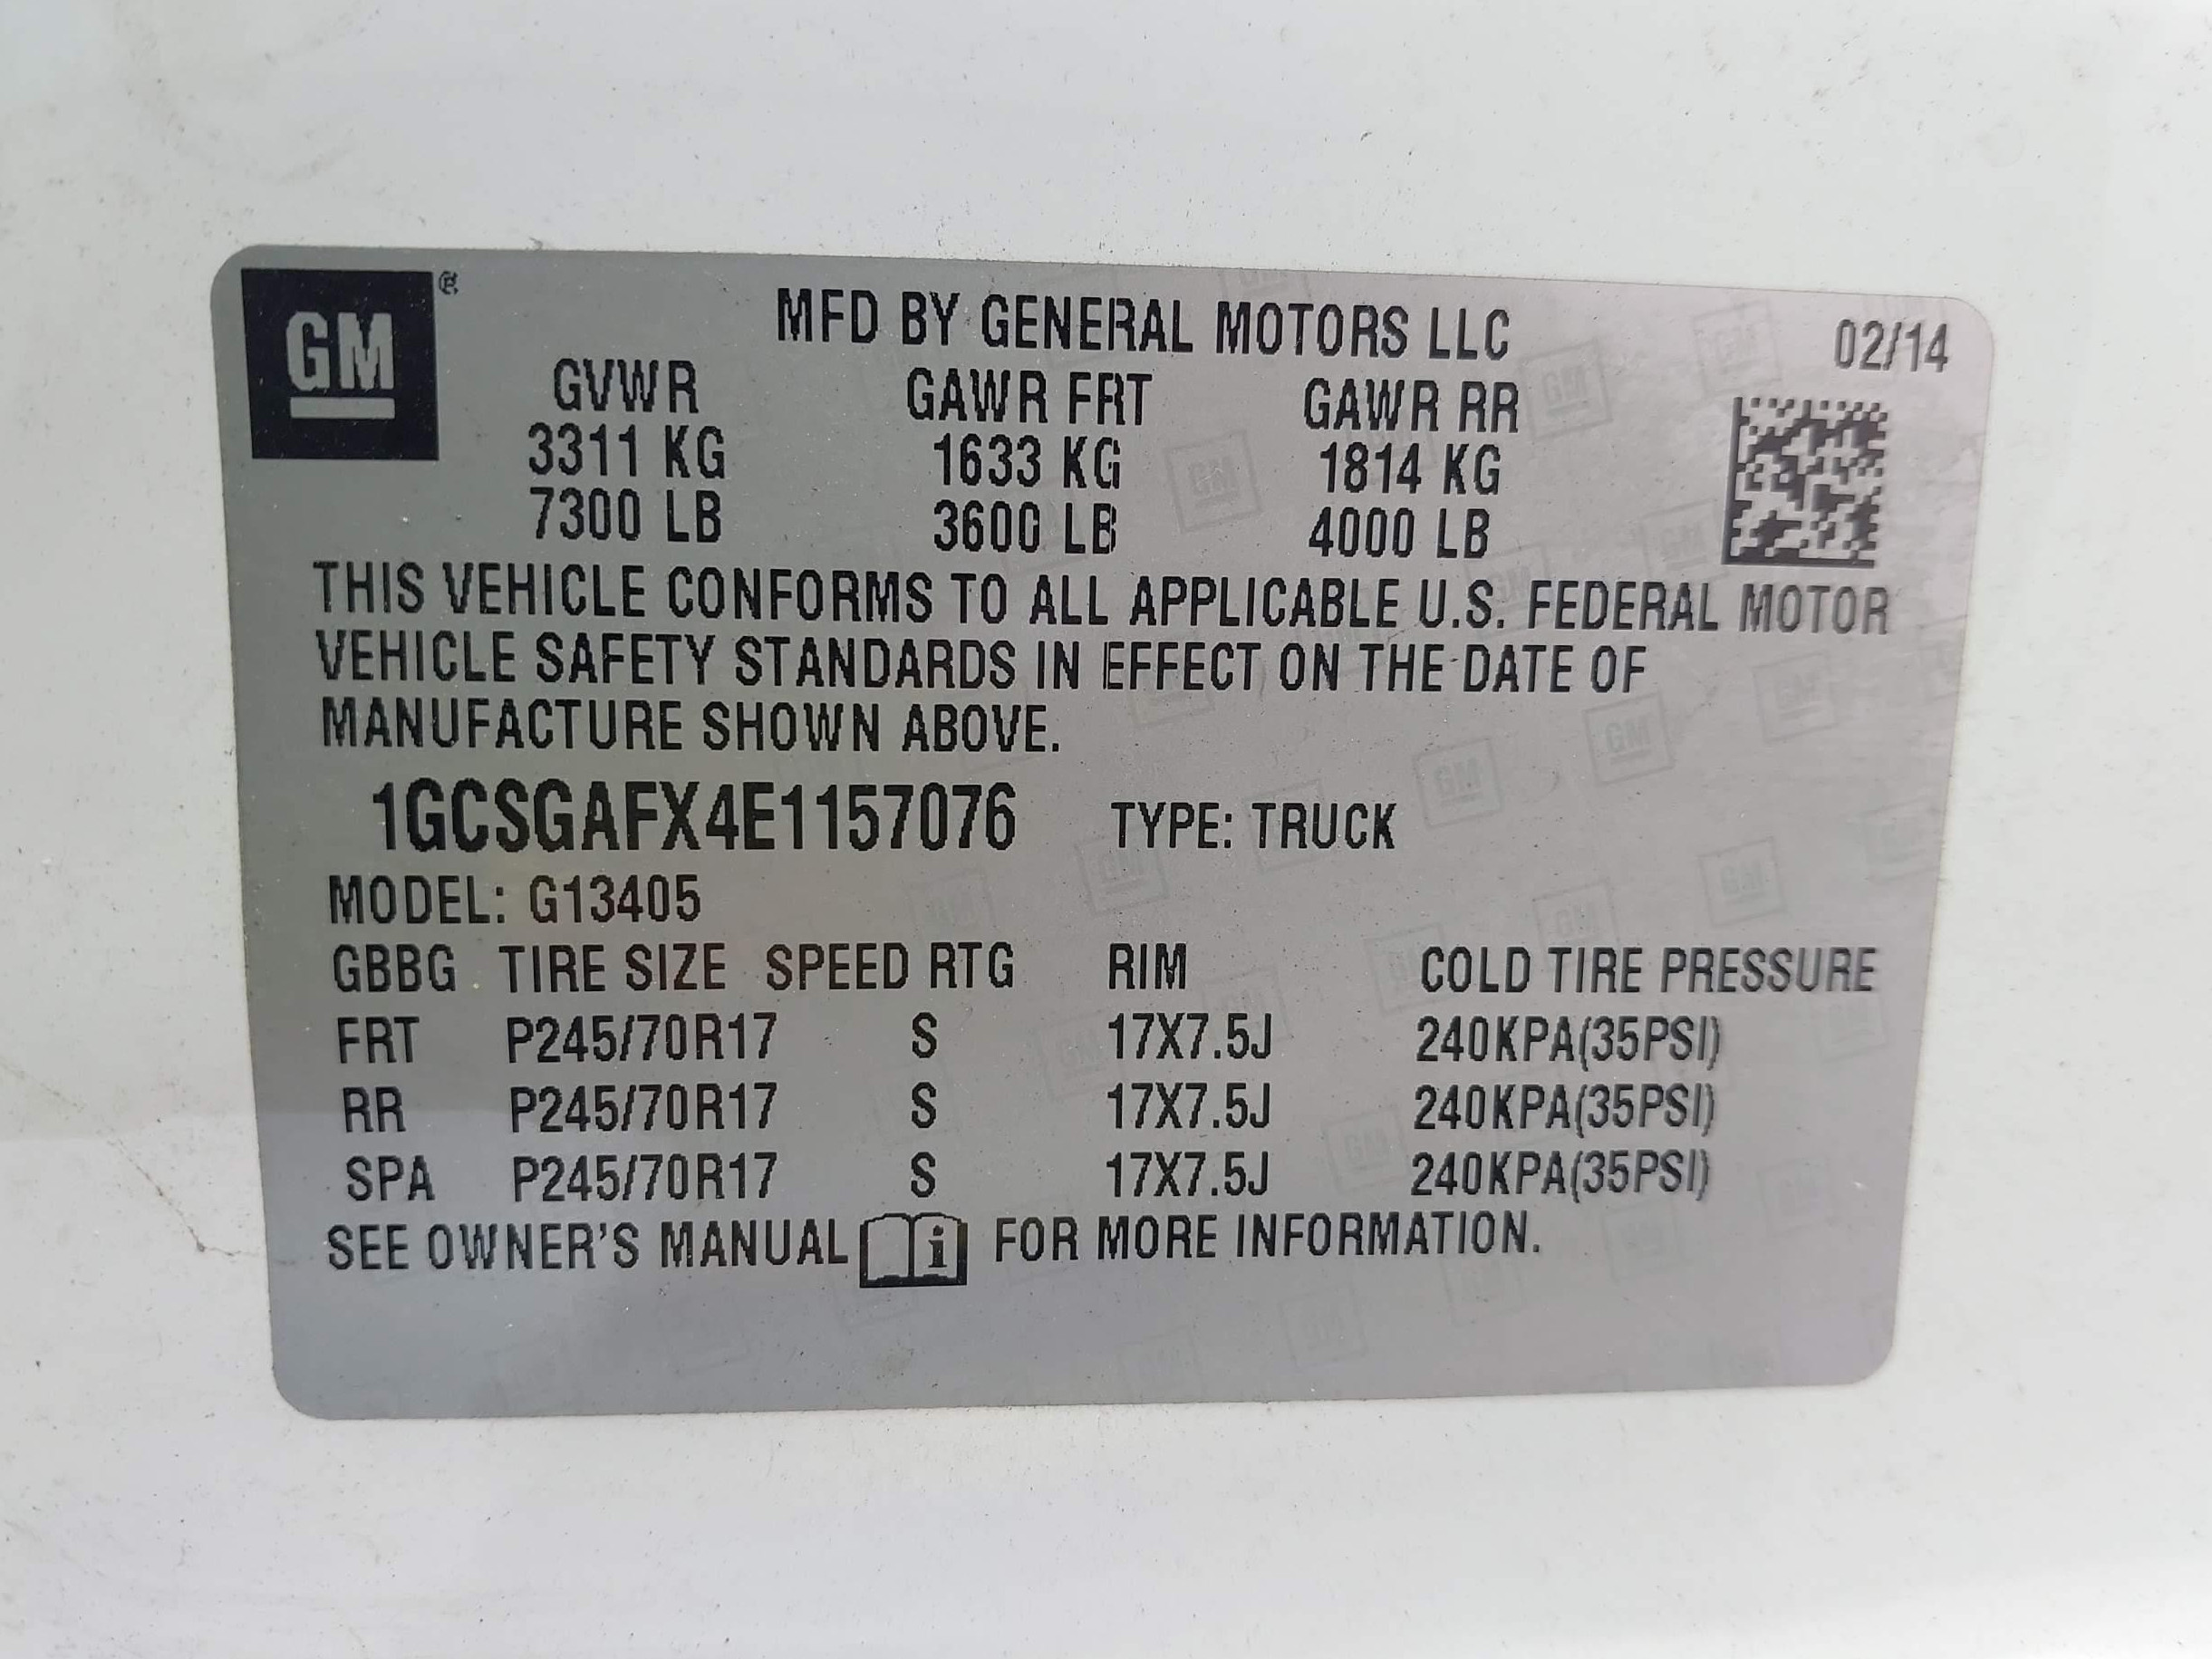 GM ®
MFD BY GENERAL MOTORS LLC 02/14
GVWR GAWR FRT GAWR RR
3311 KG 1633 KG 1814 KG
7300 LB 3600 LB 4000 LB
THIS VEHICLE CONFORMS TO ALL APPLICABLE U.S. FEDERAL MOTOR
VEHICLE SAFETY STANDARDS IN EFFECT ON THE DATE OF
MANUFACTURE SHOWN ABOVE.
1GCSGAFX4E1157076 TYPE: TRUCK
MODEL: G13405
GBBG TIRE SIZE SPEED RTG RIM COLD TIRE PRESSURE
FRT P245/70R17 S 17X7.5J 240KPA(35PSI)
RR P245/70R17 S 17X7.5J 240KPA(35PSI)
SPA P245/70R17 S 17X7.5J 240KPA(35PSI)
SEE OWNER'S MANUAL i FOR MORE INFORMATION.